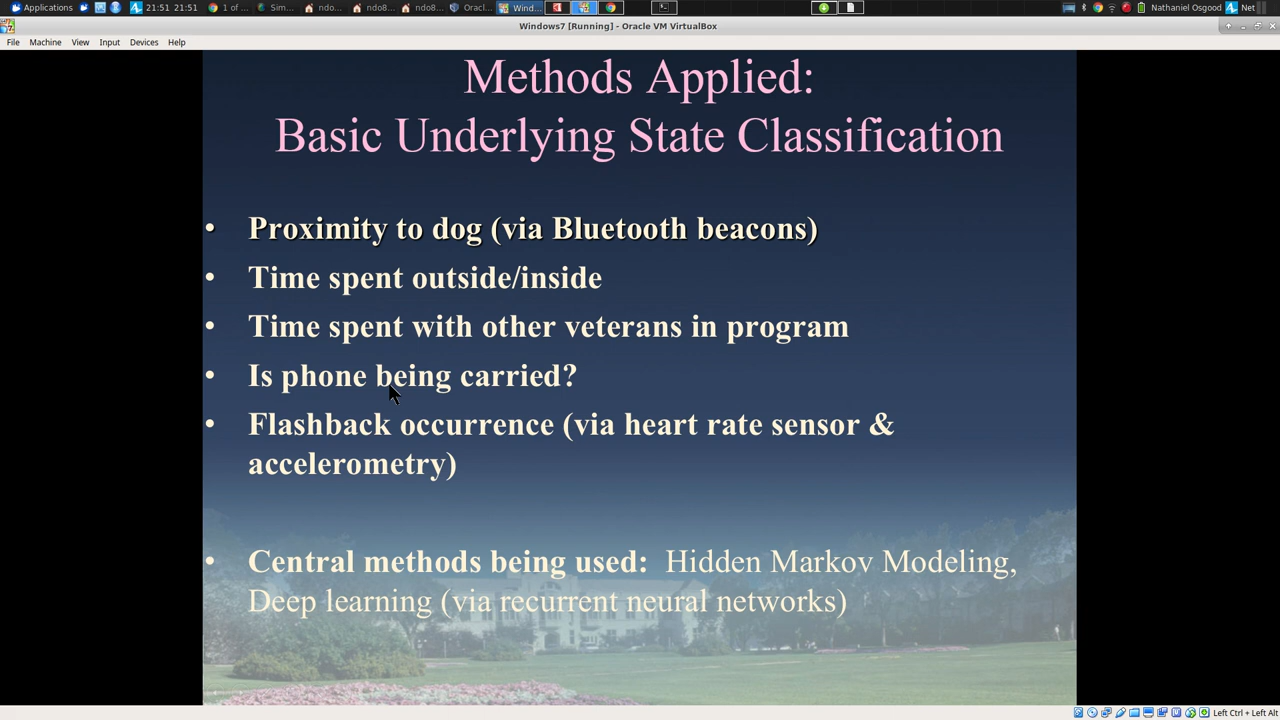 Applications
21:51 21:51
1 of ...
Sim...
ndo...
ndo8...
ndo8...
Oracl...
Wind...
Nathaniel Osgood
Net
Windows7 [Running] - Oracle VM VirtualBox
File Machine View Input Devices Help
Methods Applied:
Basic Underlying State Classification
• Proximity to dog (via Bluetooth beacons)
• Time spent outside/inside
• Time spent with other veterans in program
• Is phone being carried?
• Flashback occurrence (via heart rate sensor &
accelerometry)
• Central methods being used: Hidden Markov Modeling,
Deep learning (via recurrent neural networks)
Left Ctrl + Left Alt